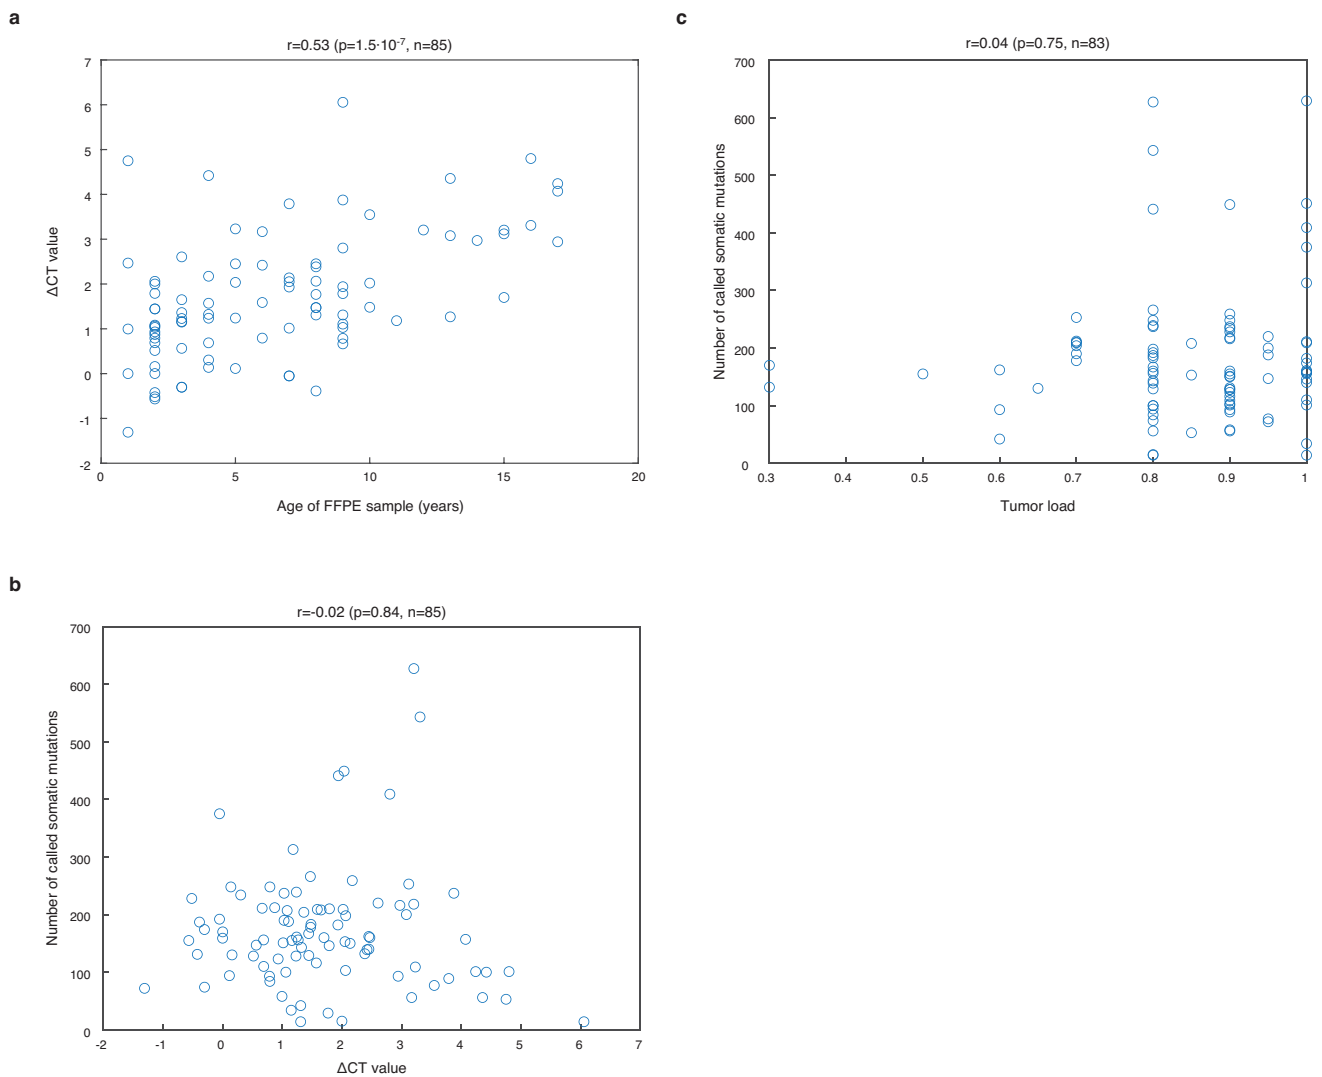 a
r=0.53 (p=1.5·10⁻⁷, n=85)
7
6
5
4
3
2
1
0
-1
-2
ΔCT value
0 5 10 15 20
Age of FFPE sample (years)
c
r=0.04 (p=0.75, n=83)
700
600
500
400
300
200
100
0
Number of called somatic mutations
0.3 0.4 0.5 0.6 0.7 0.8 0.9 1
Tumor load
b
r=-0.02 (p=0.84, n=85)
700
600
500
400
300
200
100
0
Number of called somatic mutations
-2 -1 0 1 2 3 4 5 6 7
ΔCT value